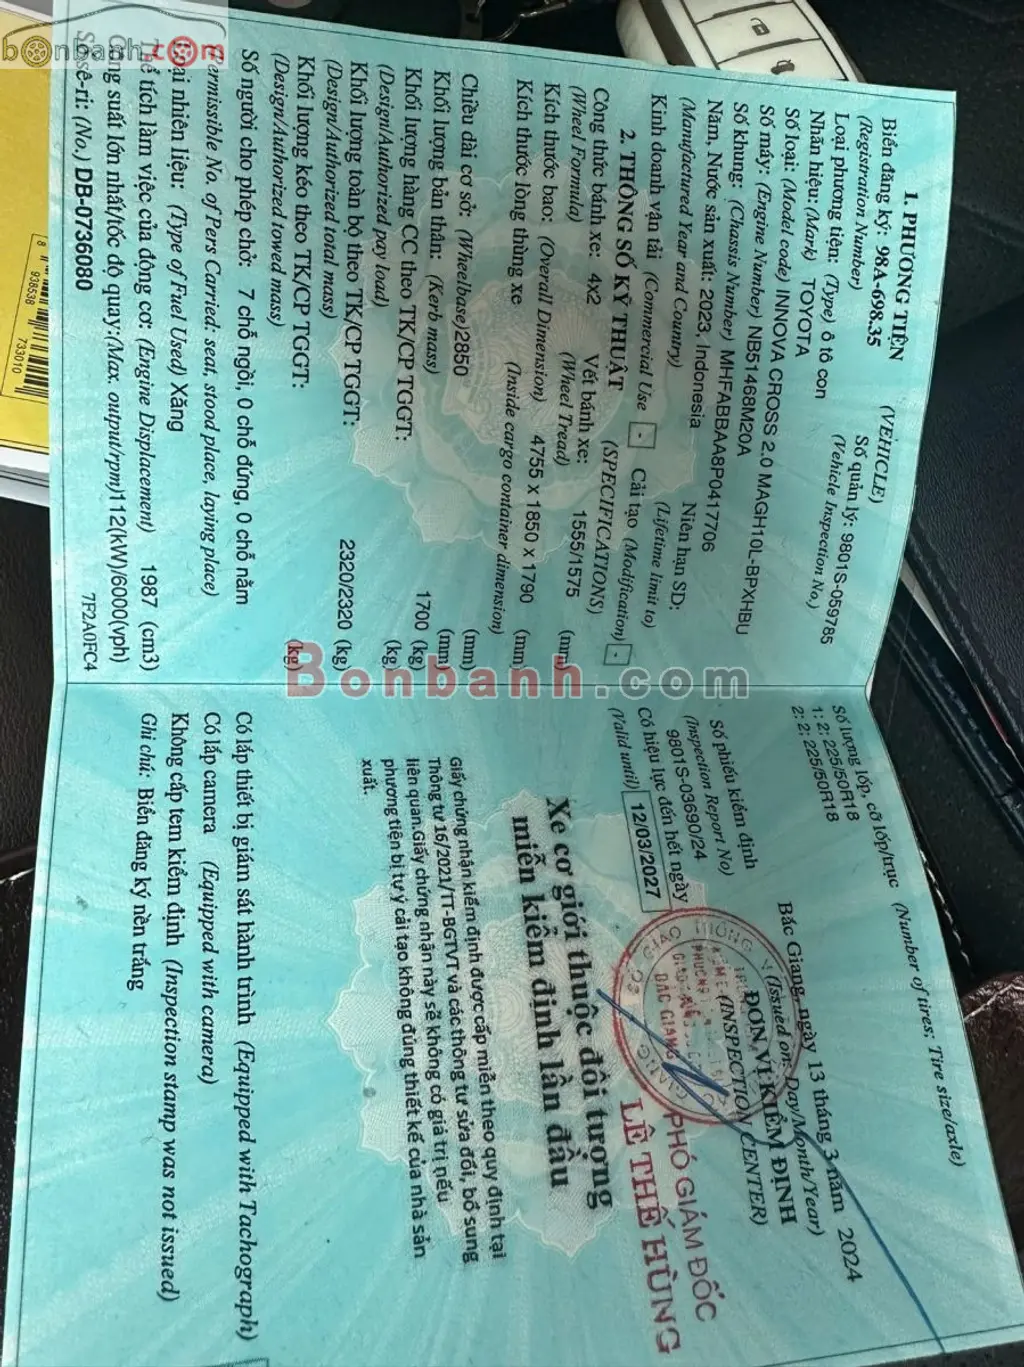 1. PHƯƠNG TIỆN (VEHICLE)
Biển đăng ký: 98A-698.35 Số quản lý: 9801S-059785
(Registration Number) (Vehicle Inspection No.)
Loại phương tiện: (Type) ô tô con
Nhãn hiệu: (Mark) TOYOTA
Số loại: (Model code) INNOVA CROSS 2.0 MAGH10L-BPXHBU
Số máy: (Engine Number) NB51468M20A
Số khung: (Chassis Number) MHFABBAA8P0417706
Năm, Nước sản xuất: 2023, Indonesia Niên hạn SD:
(Manufactured Year and Country) (Lifetime limit to)
Kinh doanh vận tải (Commercial Use) - Cải tạo (Modification) -
2. THÔNG SỐ KỸ THUẬT (SPECIFICATIONS)
Công thức bánh xe: 4x2 Vết bánh xe: 1555/1575 (mm)
(Wheel Formula) (Wheel Tread)
Kích thước bao: (Overall Dimension) 4755 x 1850 x 1790 (mm)
Kích thước lòng thùng xe (Inside cargo container dimension)
(mm)
Chiều dài cơ sở: (Wheelbase) 2850 (mm)
Khối lượng bản thân: (Kerb mass) 1700 (kg)
Khối lượng hàng CC theo TK/CP TGGT: (kg)
(Design/Authorized pay load)
Khối lượng toàn bộ theo TK/CP TGGT: 2320/2320 (kg)
(Design/Authorized total mass)
Khối lượng kéo theo TK/CP TGGT: (kg)
(Design/Authorized towed mass)
Số người cho phép chở: 7 chỗ ngồi, 0 chỗ đứng, 0 chỗ nằm
(Permissible No. of Pers Carried: seat, stood place, laying place)
Loại nhiên liệu: (Type of Fuel Used) Xăng
Thể tích làm việc của động cơ: (Engine Displacement) 1987 (cm3)
Công suất lớn nhất/tốc độ quay:(Max. output/rpm)112(kW)/6000(vph)
Số sê-ri: (No.) DB-0736080 7F2A0FC4
Số lượng lốp, cỡ lốp/trục (Number of tires: Tire size/axle)
1: 2: 225/50R18
2: 2: 225/50R18
Bắc Giang, ngày 13 tháng 3 năm 2024
(Issued on: Day/Month/Year)
ĐƠN VỊ KIỂM ĐỊNH
(INSPECTION CENTER)
Số phiếu kiểm định
(Inspection Report No)
9801S-03690/24
Có hiệu lực đến hết ngày
(Valid until) 12/03/2027
PHÓ GIÁM ĐỐC
LÊ THẾ HÙNG
Xe cơ giới thuộc đối tượng
miễn kiểm định lần đầu
Giấy chứng nhận kiểm định được cấp miễn theo quy định tại
Thông tư 16/2021/TT-BGTVT và các thông tư sửa đổi, bổ sung
liên quan.Giấy chứng nhận này sẽ không có giá trị nếu
phương tiện bị tự ý cải tạo không đúng thiết kế của nhà sản
xuất.
Có lắp thiết bị giám sát hành trình (Equipped with Tachograph)
Có lắp camera (Equipped with camera)
Không cấp tem kiểm định (Inspection stamp was not issued)
Ghi chú: Biển đăng ký nền trắng
bonbanh.com
Bonbanh.com
8 938538 733010